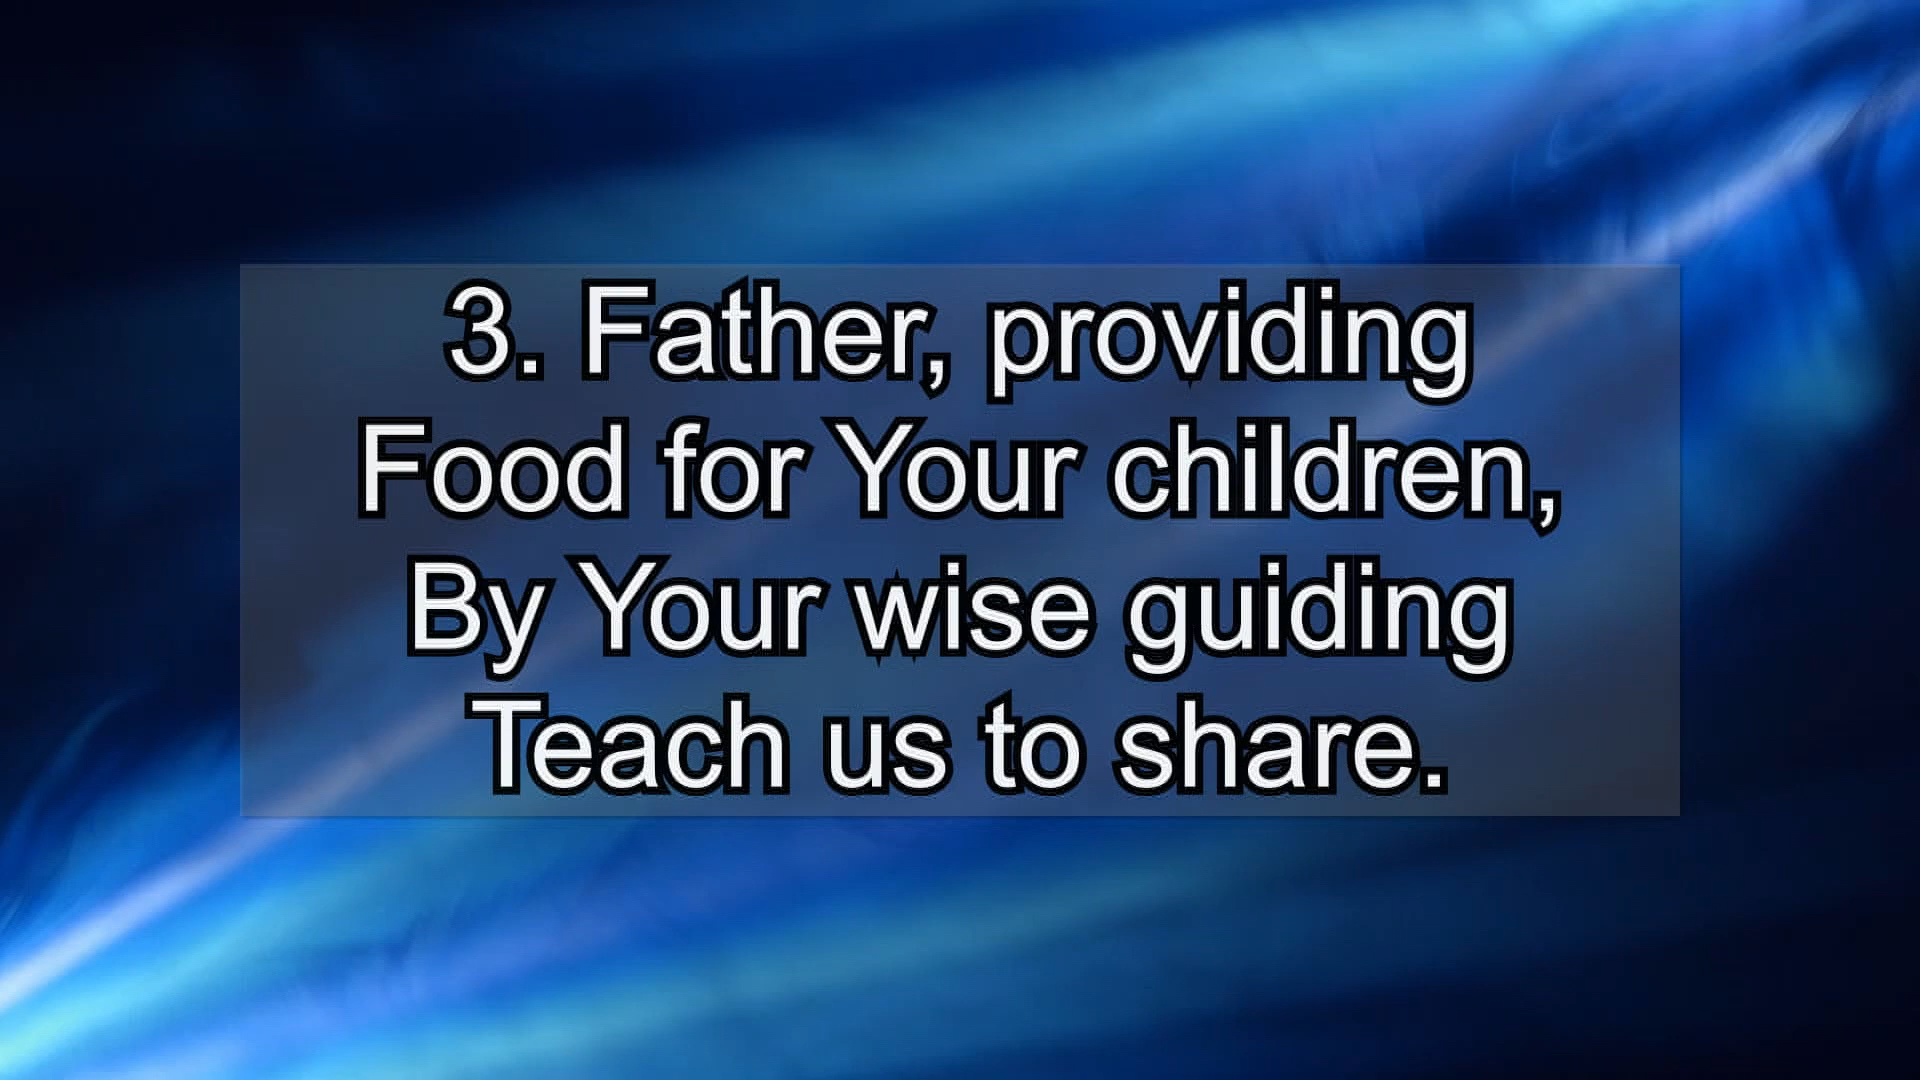 3. Father, providing
Food for Your children,
By Your wise guiding
Teach us to share.